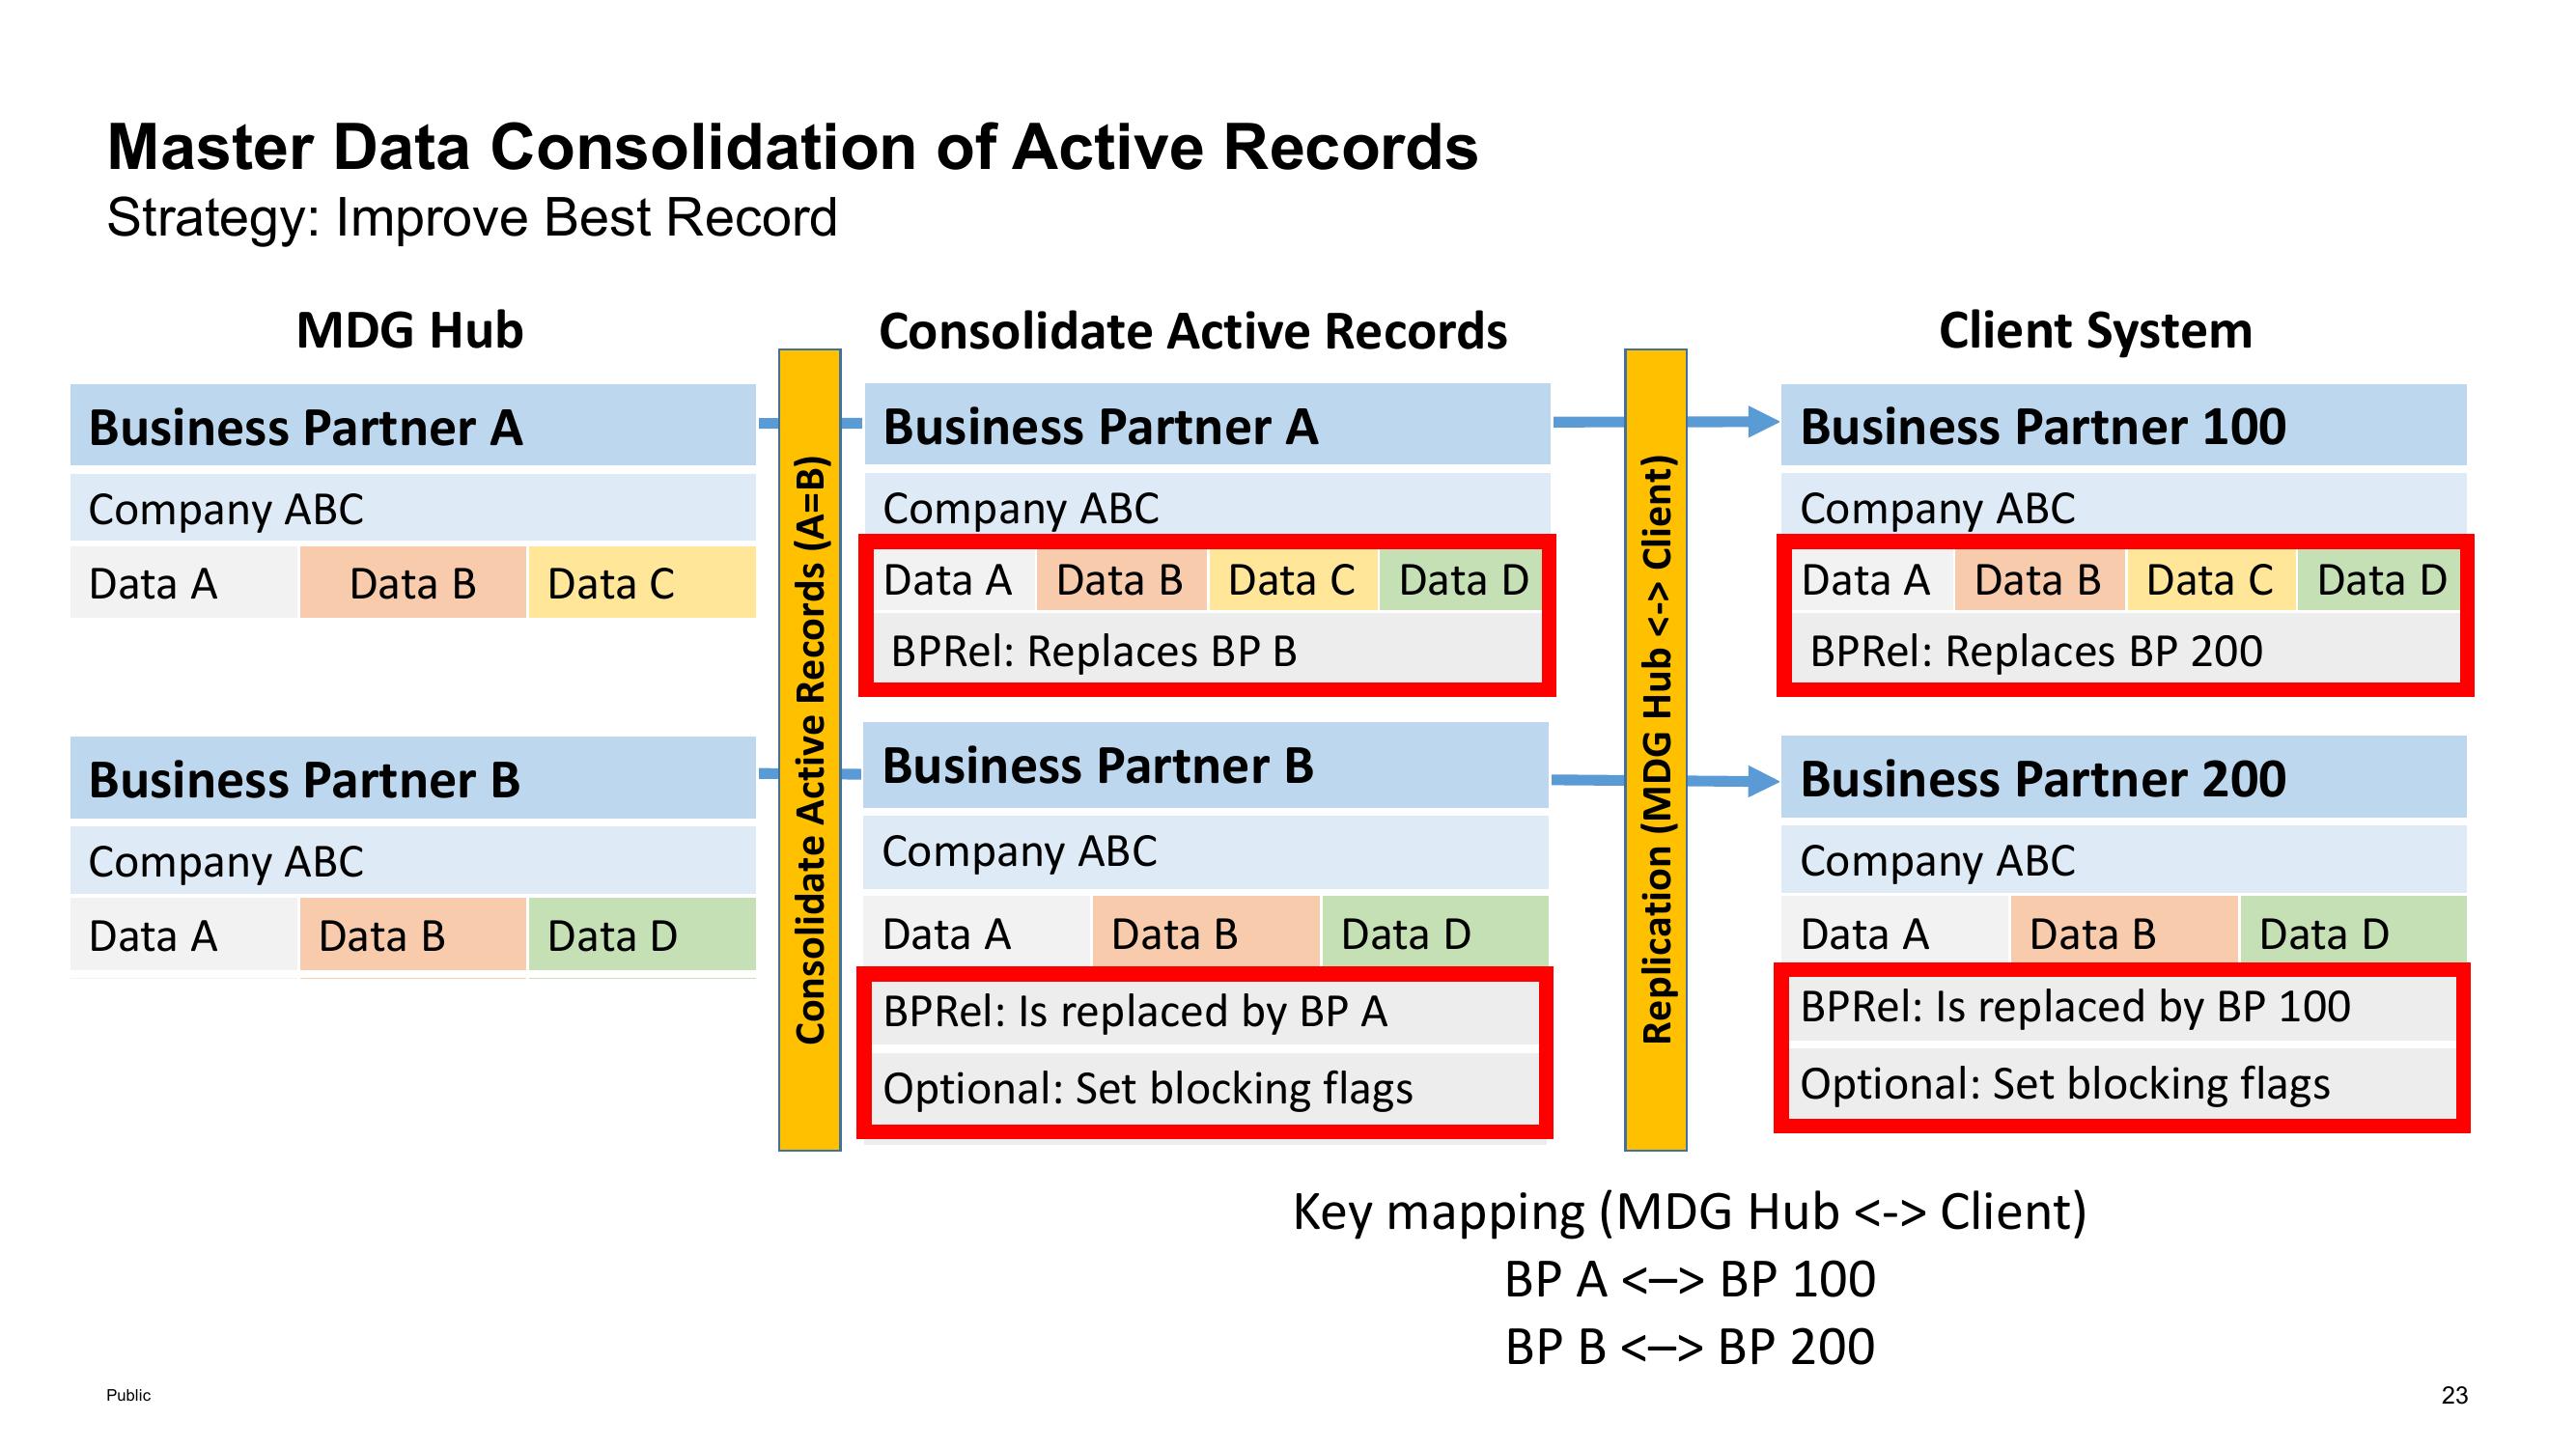 Master Data Consolidation of Active Records
Strategy: Improve Best Record
MDG Hub
Business Partner A
Company ABC
Data A Data B Data C
Business Partner B
Company ABC
Data A Data B Data D
Consolidate Active Records (A=B)
Consolidate Active Records
Business Partner A
Company ABC
Data A Data B Data C Data D
BPRel: Replaces BP B
Business Partner B
Company ABC
Data A Data B Data D
BPRel: Is replaced by BP A
Optional: Set blocking flags
Replication (MDG Hub <-> Client)
Client System
Business Partner 100
Company ABC
Data A Data B Data C Data D
BPRel: Replaces BP 200
Business Partner 200
Company ABC
Data A Data B Data D
BPRel: Is replaced by BP 100
Optional: Set blocking flags
Key mapping (MDG Hub <-> Client)
BP A <–> BP 100
BP B <–> BP 200
Public
23